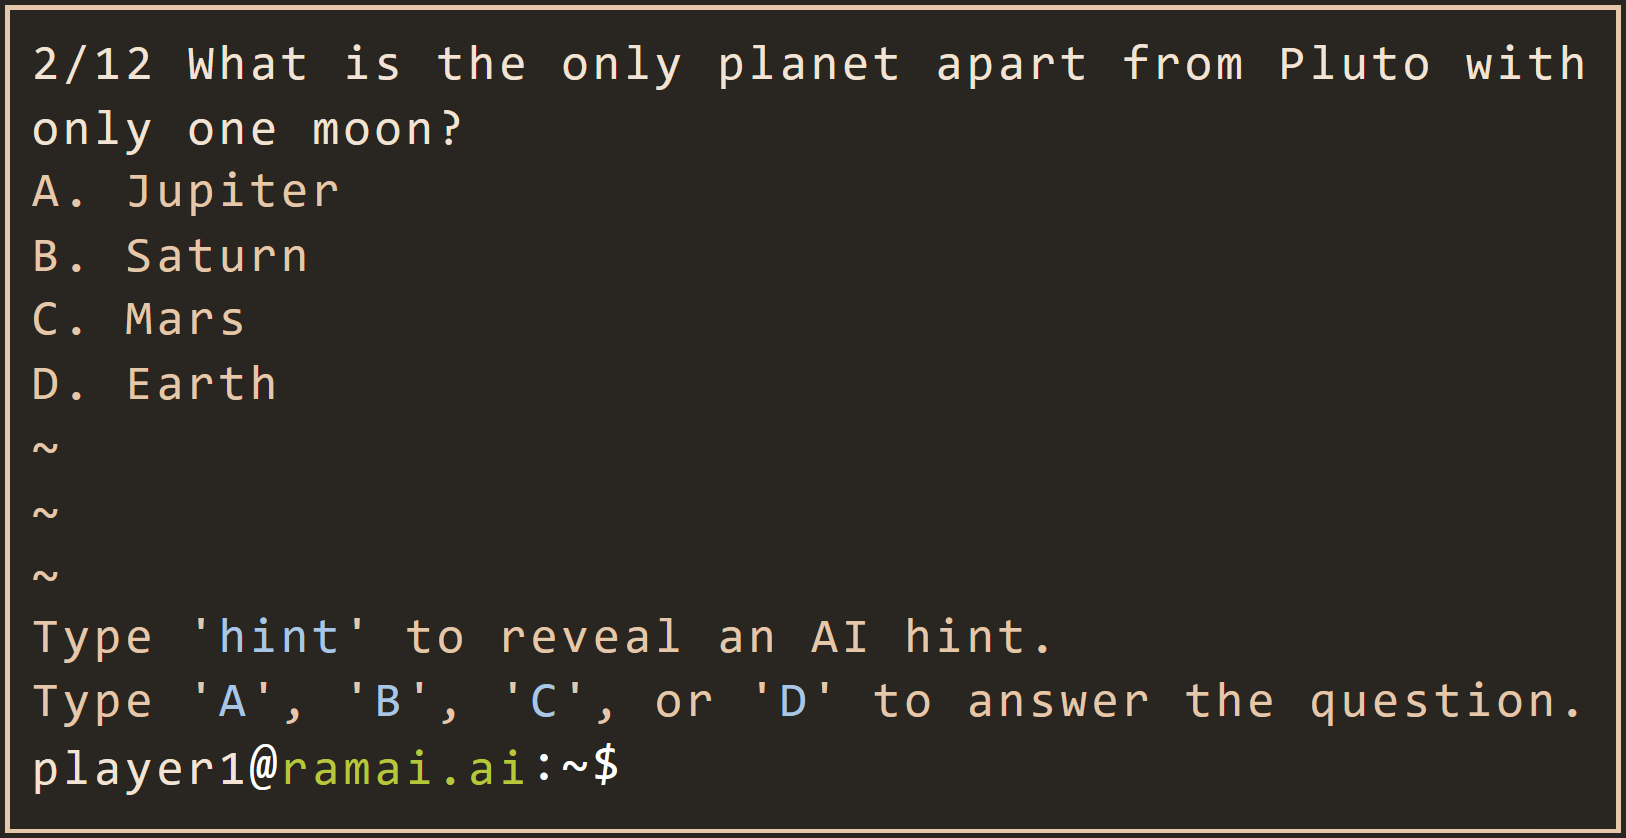 2/12 What is the only planet apart from Pluto with
only one moon?
A. Jupiter
B. Saturn
C. Mars
D. Earth
~
~
~
Type 'hint' to reveal an AI hint.
Type 'A', 'B', 'C', or 'D' to answer the question.
player1@ramai.ai:~$